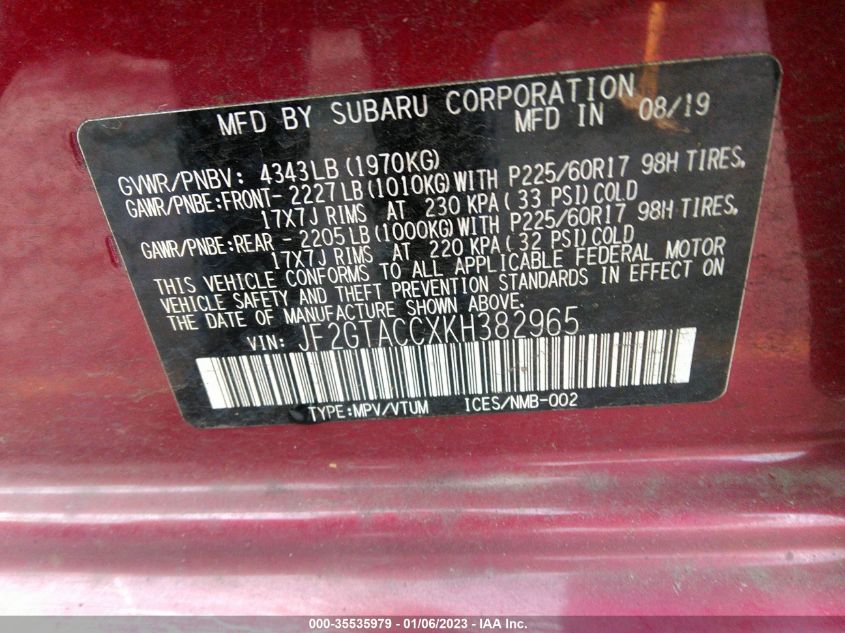 MFD BY SUBARU CORPORATION
MFD IN 08/19
GVWR/PNBV: 4343LB(1970KG)
GAWR/PNBE:FRONT- 2227LB(1010KG)WITH P225/60R17 98H TIRES,
17X7J RIMS AT 230 KPA( 33 PSI)COLD
GAWR/PNBE:REAR - 2205LB(1000KG)WITH P225/60R17 98H TIRES,
17X7J RIMS AT 220 KPA( 32 PSI)COLD
THIS VEHICLE CONFORMS TO ALL APPLICABLE FEDERAL MOTOR
VEHICLE SAFETY AND THEFT PREVENTION STANDARDS IN EFFECT ON
THE DATE OF MANUFACTURE SHOWN ABOVE.
VIN: JF2GTACCXKH382965
TYPE:MPV/VTUM ICES/NMB-002
000-35535979 - 01/06/2023 - © IAA, Inc.